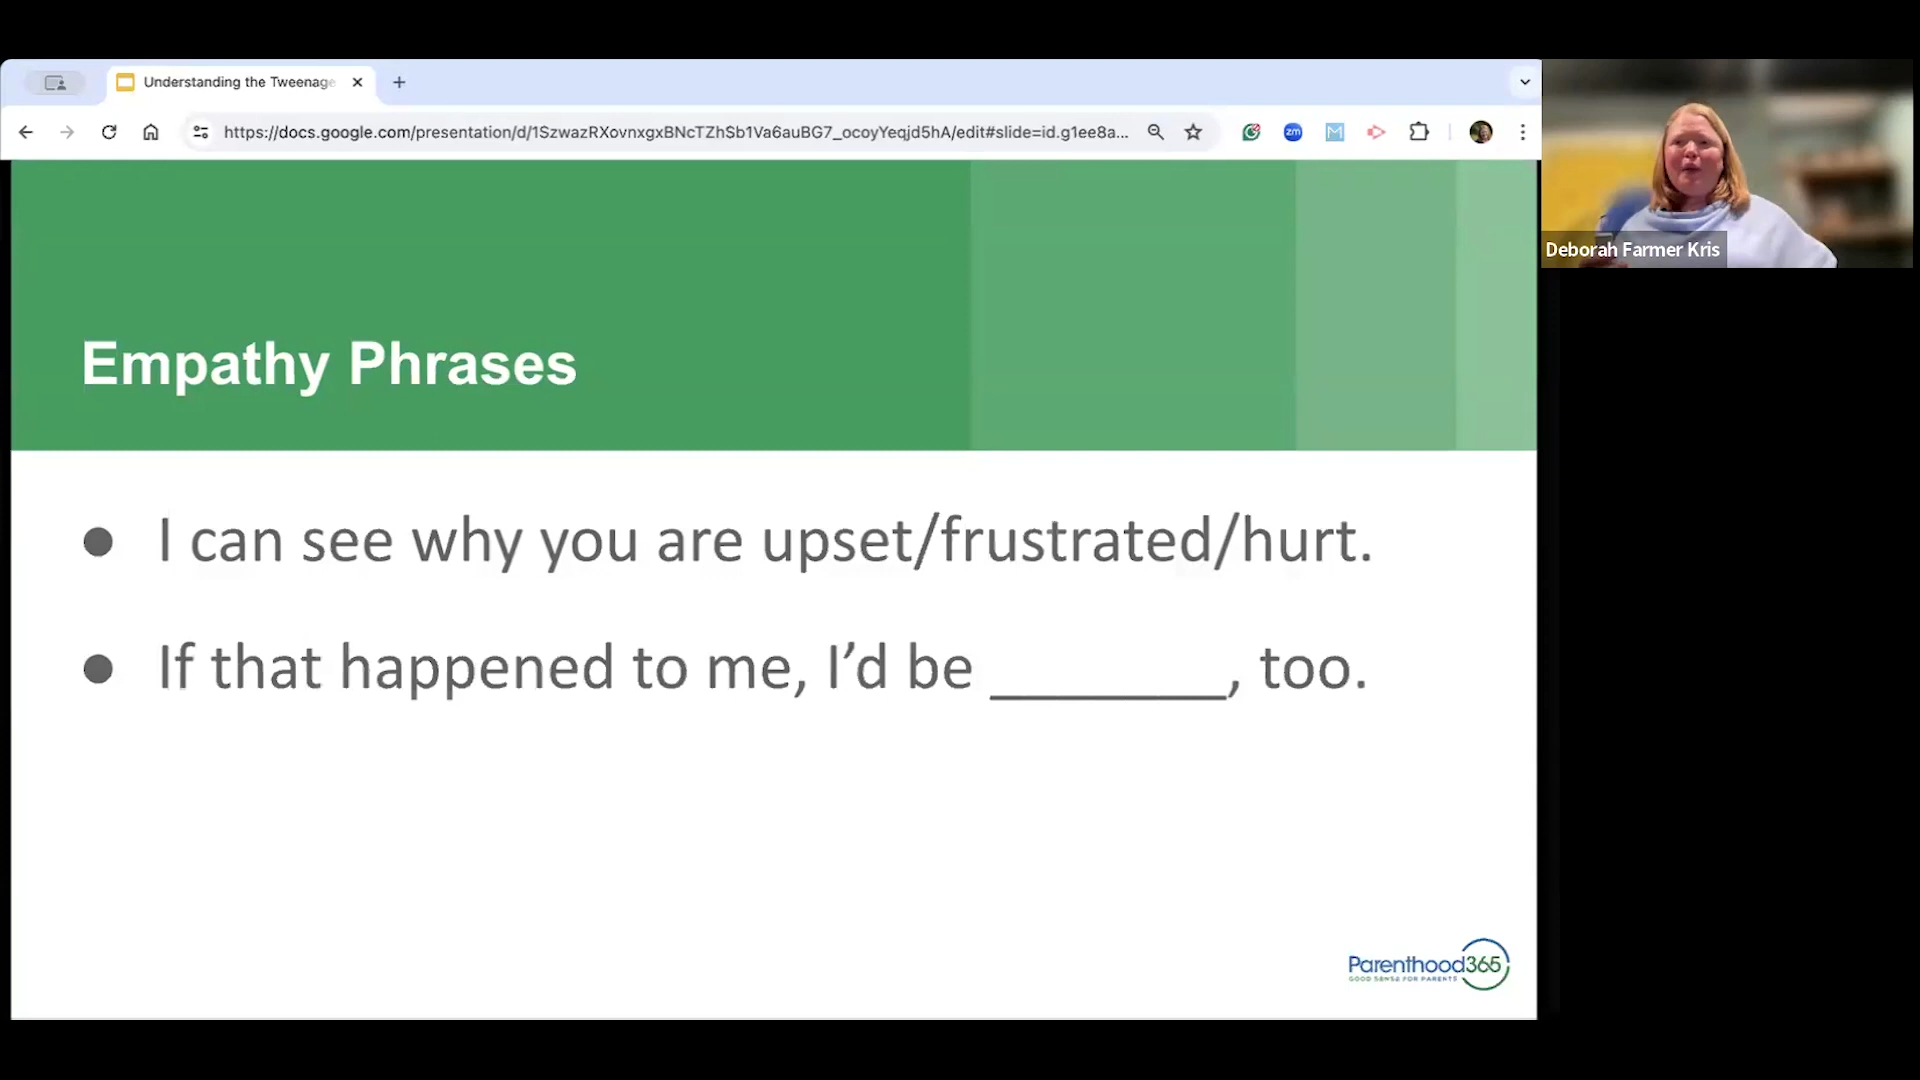 Understanding the Tweenage
https://docs.google.com/presentation/d/1SzwazRXovnxgxBNcTZhSb1Va6auBG7_ocoyYeqjd5hA/edit#slide=id.g1ee8a...
zm
M
Deborah Farmer Kris
Empathy Phrases
● I can see why you are upset/frustrated/hurt.
● If that happened to me, I’d be ________, too.
Parenthood365
GOOD SENSE FOR PARENTS